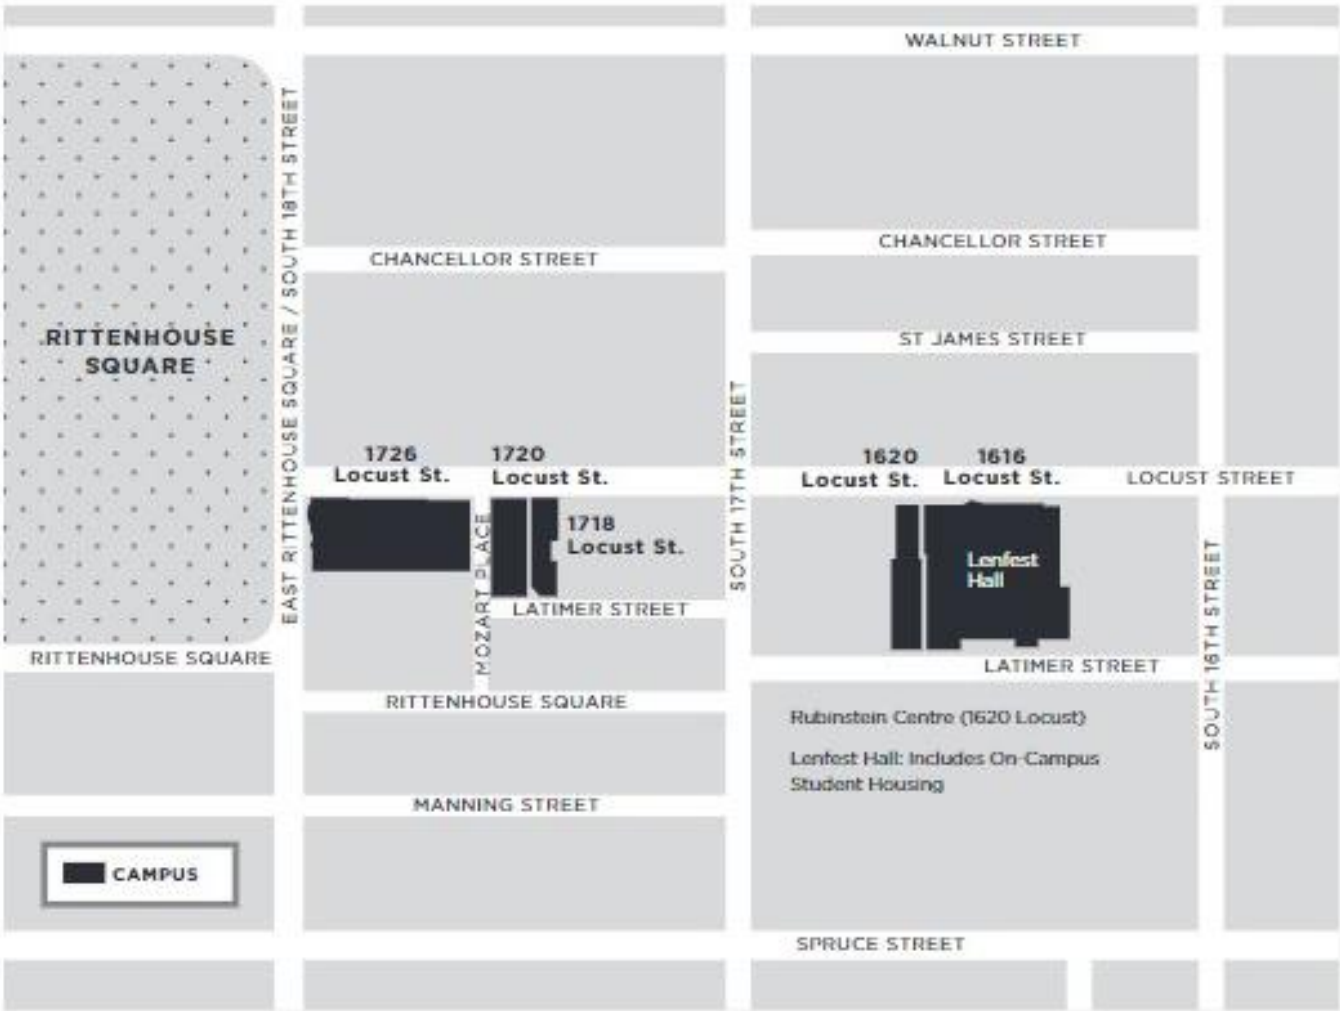 WALNUT STREET
EAST RITTENHOUSE SQUARE / SOUTH 18TH STREET
CHANCELLOR STREET
CHANCELLOR STREET
RITTENHOUSE
SQUARE
ST JAMES STREET
SOUTH 17TH STREET
1726
Locust St.
1720
Locust St.
1620
Locust St.
1616
Locust St.
LOCUST STREET
MOZART PLACE
1718
Locust St.
Lenfest
Hall
SOUTH 16TH STREET
LATIMER STREET
RITTENHOUSE SQUARE
LATIMER STREET
RITTENHOUSE SQUARE
Rubinstein Centre (1620 Locust)
Lenfest Hall: Includes On-Campus
Student Housing
MANNING STREET
CAMPUS
SPRUCE STREET